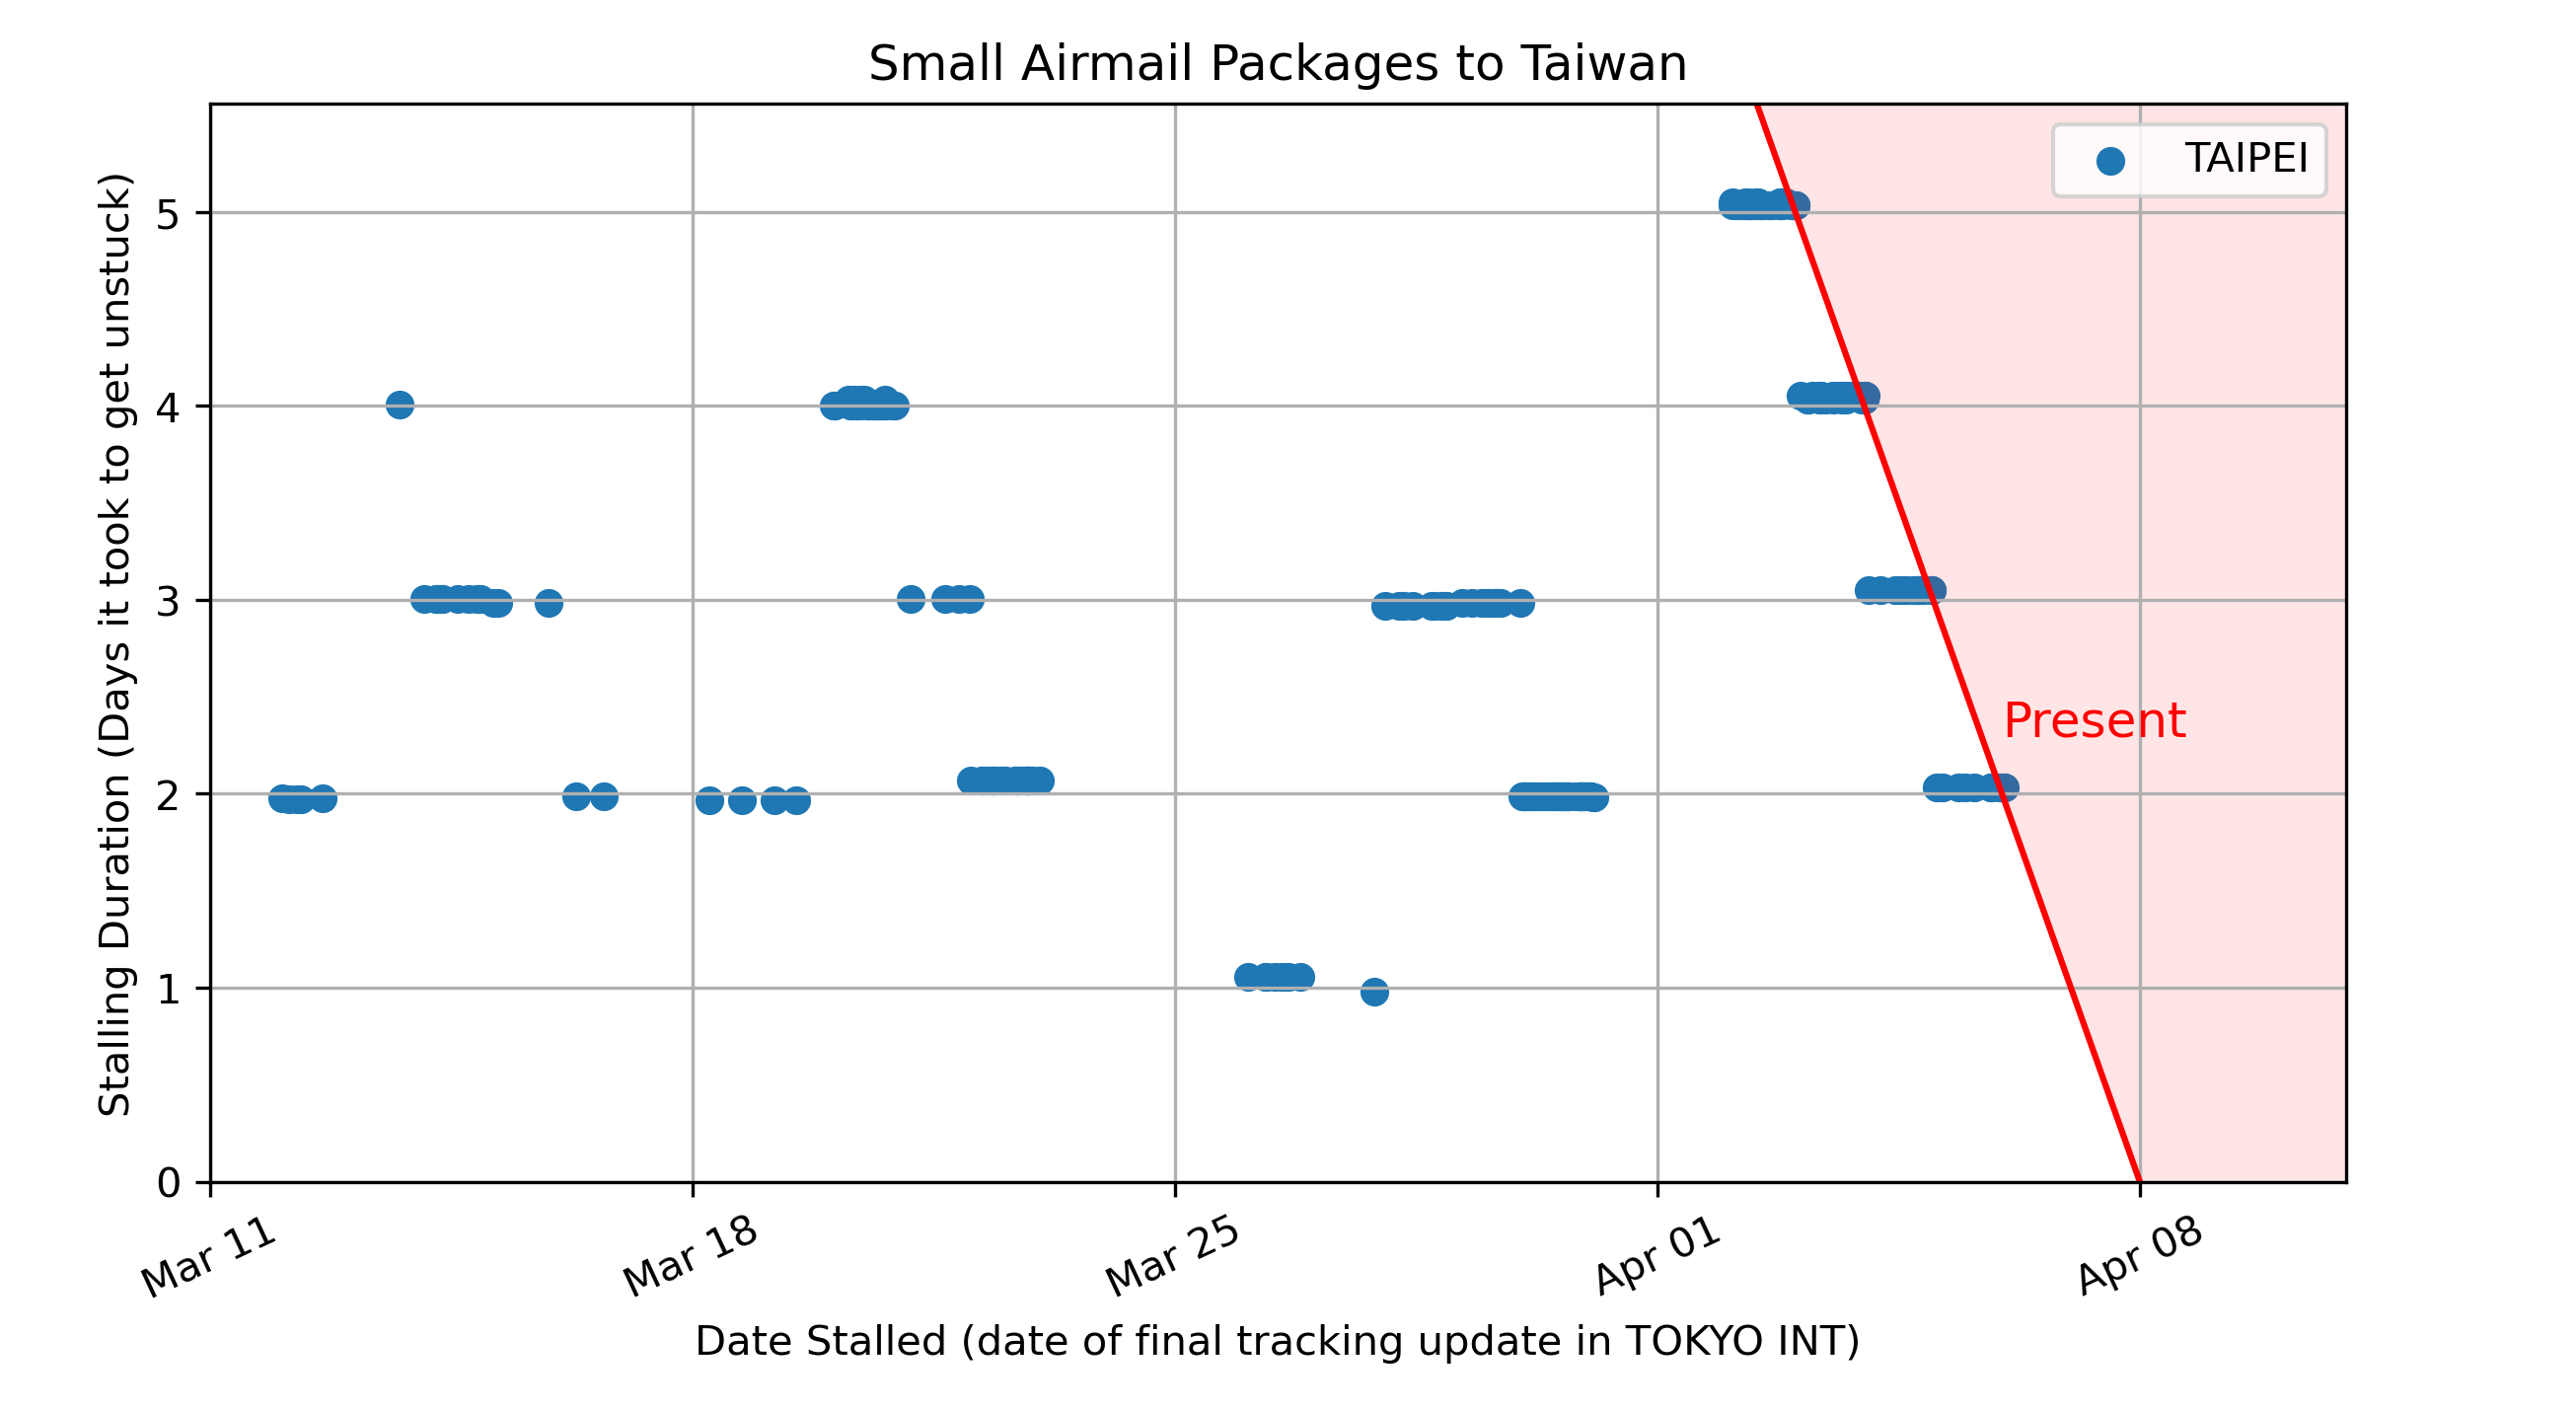 Small Airmail Packages to Taiwan
TAIPEI
Stalling Duration (Days it took to get unstuck)
5
4
3
2
1
0
Present
Mar 11
Mar 18
Mar 25
Apr 01
Apr 08
Date Stalled (date of final tracking update in TOKYO INT)